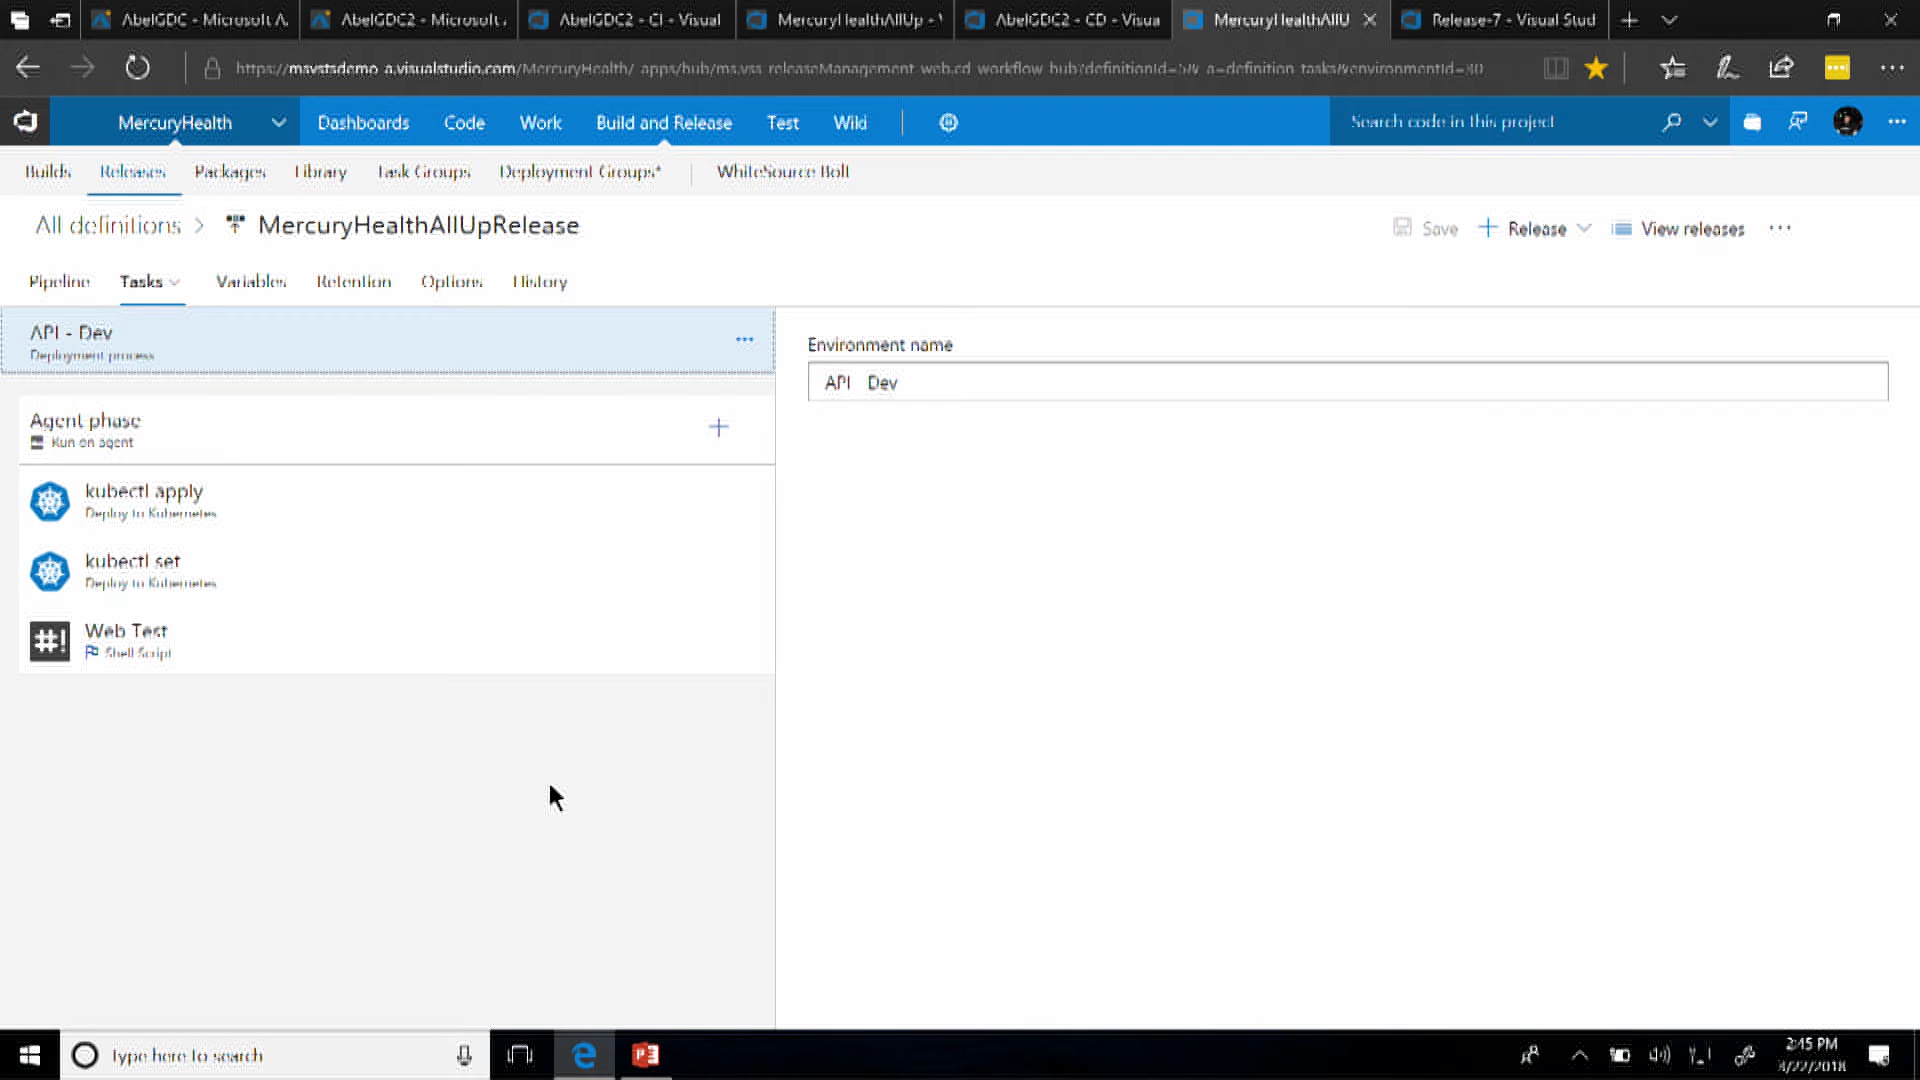 AbelGDC - Microsoft A
AbelGDC2 - Microsoft
AbelGDC2 - CI - Visual
MercuryHealthAllUp -
AbelGDC2 - CD - Visua
MercuryHealthAllU
Release-7 - Visual Stud
MercuryHealth
Dashboards
Code
Work
Build and Release
Test
Wiki
Search code in this project
Builds
Releases
Packages
Library
Task Groups
Deployment Groups*
WhiteSource Bolt
All definitions > MercuryHealthAllUpRelease
Save
+ Release
View releases
...
Pipeline
Tasks
Variables
Retention
Options
History
API - Dev
Deployment process
...
Agent phase
Run on agent
kubectl apply
Deploy to Kubernetes
kubectl set
Deploy to Kubernetes
#!
Web Test
Shell Script
Environment name
API - Dev
Type here to search
2:45 PM
3/22/2018